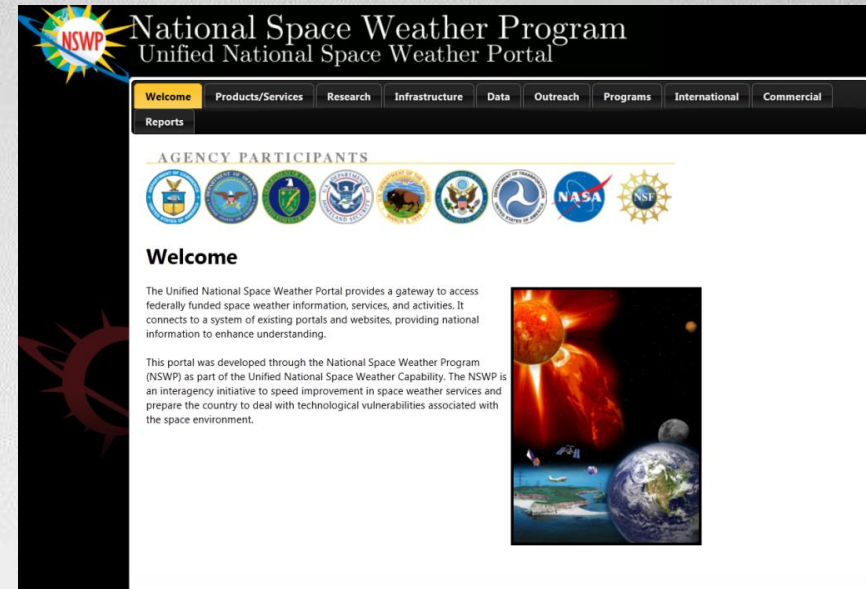 NSWP
National Space Weather Program
Unified National Space Weather Portal
Welcome Products/Services Research Infrastructure Data Outreach Programs International Commercial
Reports
AGENCY PARTICIPANTS
NASA
NSF
Welcome
The Unified National Space Weather Portal provides a gateway to access
federally funded space weather information, services, and activities. It
connects to a system of existing portals and websites, providing national
information to enhance understanding.
This portal was developed through the National Space Weather Program
(NSWP) as part of the Unified National Space Weather Capability. The NSWP is
an interagency initiative to speed improvement in space weather services and
prepare the country to deal with technological vulnerabilities associated with
the space environment.